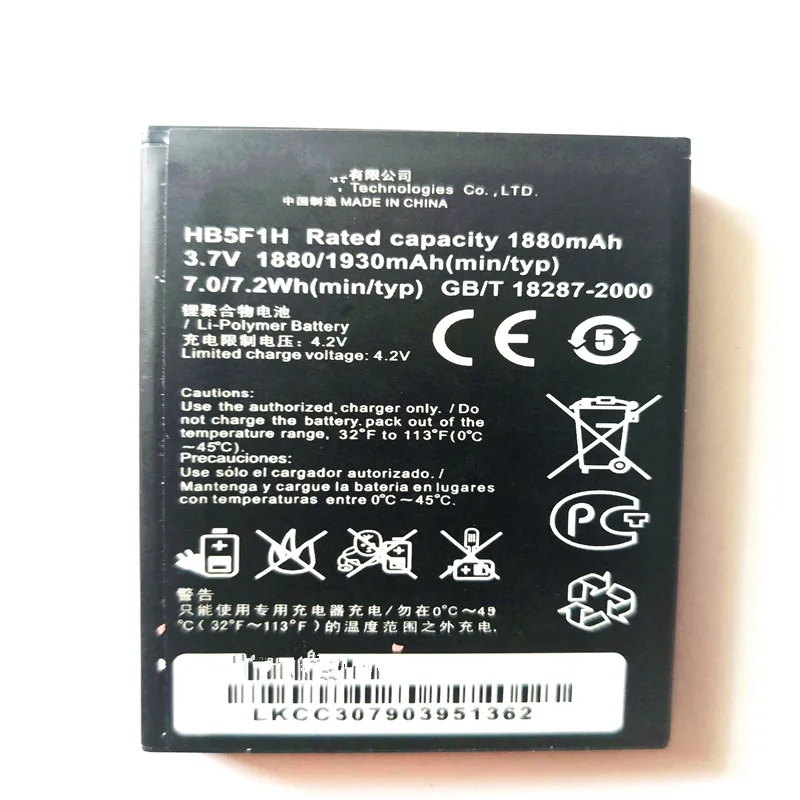 有限公司
Technologies Co.,LTD.
中国制造 MADE IN CHINA
HB5F1H Rated capacity 1880mAh
3.7V 1880/1930mAh(min/typ)
7.0/7.2Wh(min/typ) GB/T 18287-2000
锂聚合物电池
/ Li-Polymer Battery
充电限制电压: 4.2V
Limited charge voltage: 4.2V
CE
5
Cautions:
Use the authorized charger only. /Do
not charge the battery pack out of the
temperature range, 32°F to 113°F(0°C
~45°C).
Precauciones:
Use sólo el cargador autorizado. /
Mantenga y cargue la bateria en lugares
con temperaturas entre 0°C~45°C.
警告
只能使用专用充电器充电/勿在0°C~45
°C(32°F~113°F)的温度范围之外充电.
LKCC307903951362